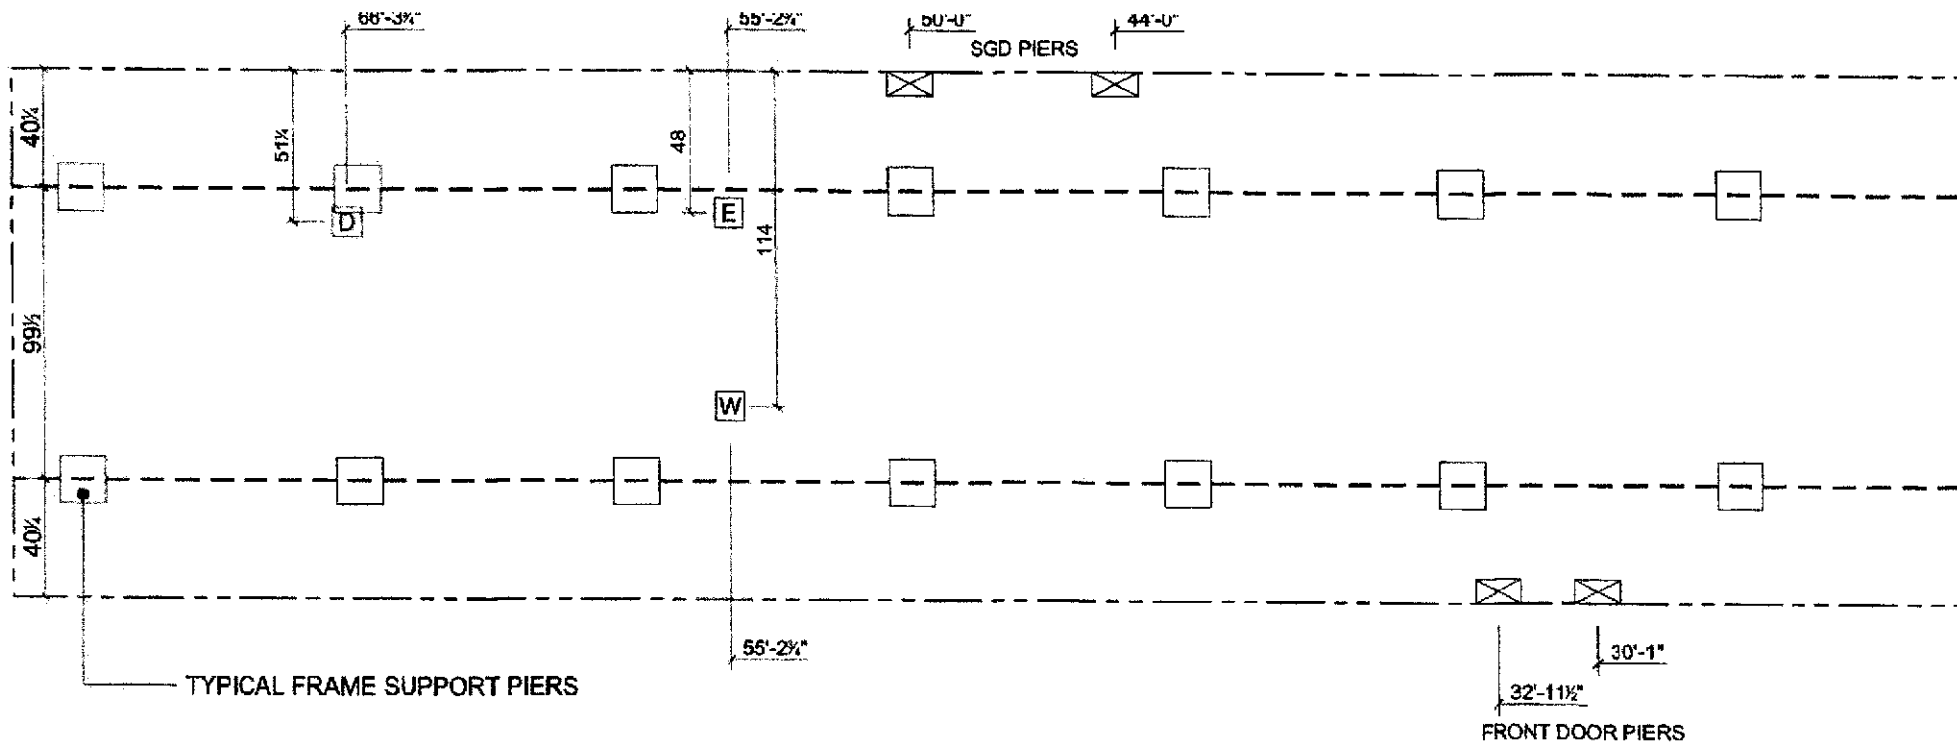 66'-3¾" 55'-2¾" 50'-0" 44'-0"
SGD PIERS
40¼
51¼
48
114
D
E
99½
W
40¼
55'-2¾"
30'-1"
TYPICAL FRAME SUPPORT PIERS
32'-11½"
FRONT DOOR PIERS